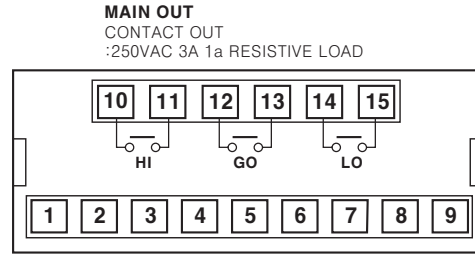 MAIN OUT
CONTACT OUT
:250VAC 3A 1a RESISTIVE LOAD
10 11 12 13 14 15
HI GO LO
1 2 3 4 5 6 7 8 9